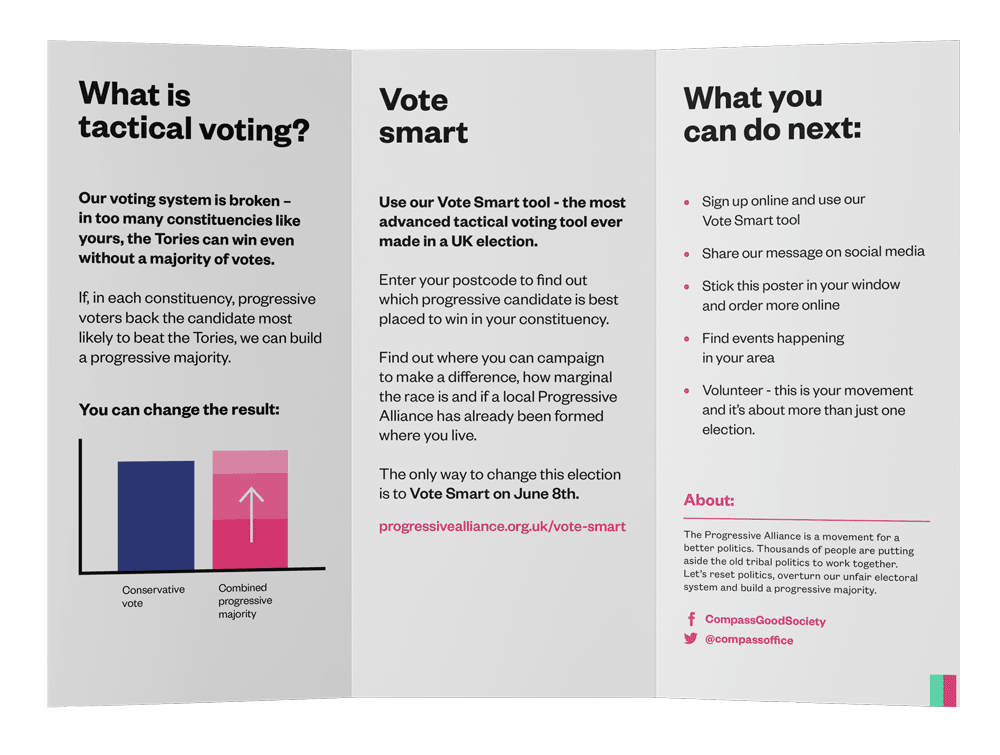 What is
tactical voting?
Our voting system is broken –
in too many constituencies like
yours, the Tories can win even
without a majority of votes.
If, in each constituency, progressive
voters back the candidate most
likely to beat the Tories, we can build
a progressive majority.
You can change the result:
Conservative
vote
Combined
progressive
majority
Vote
smart
Use our Vote Smart tool - the most
advanced tactical voting tool ever
made in a UK election.
Enter your postcode to find out
which progressive candidate is best
placed to win in your constituency.
Find out where you can campaign
to make a difference, how marginal
the race is and if a local Progressive
Alliance has already been formed
where you live.
The only way to change this election
is to Vote Smart on June 8th.
progressivealliance.org.uk/vote-smart
What you
can do next:
• Sign up online and use our
Vote Smart tool
• Share our message on social media
• Stick this poster in your window
and order more online
• Find events happening
in your area
• Volunteer - this is your movement
and it's about more than just one
election.
About:
The Progressive Alliance is a movement for a
better politics. Thousands of people are putting
aside the old tribal politics to work together.
Let's reset politics, overturn our unfair electoral
system and build a progressive majority.
CompassGoodSociety
@compassoffice